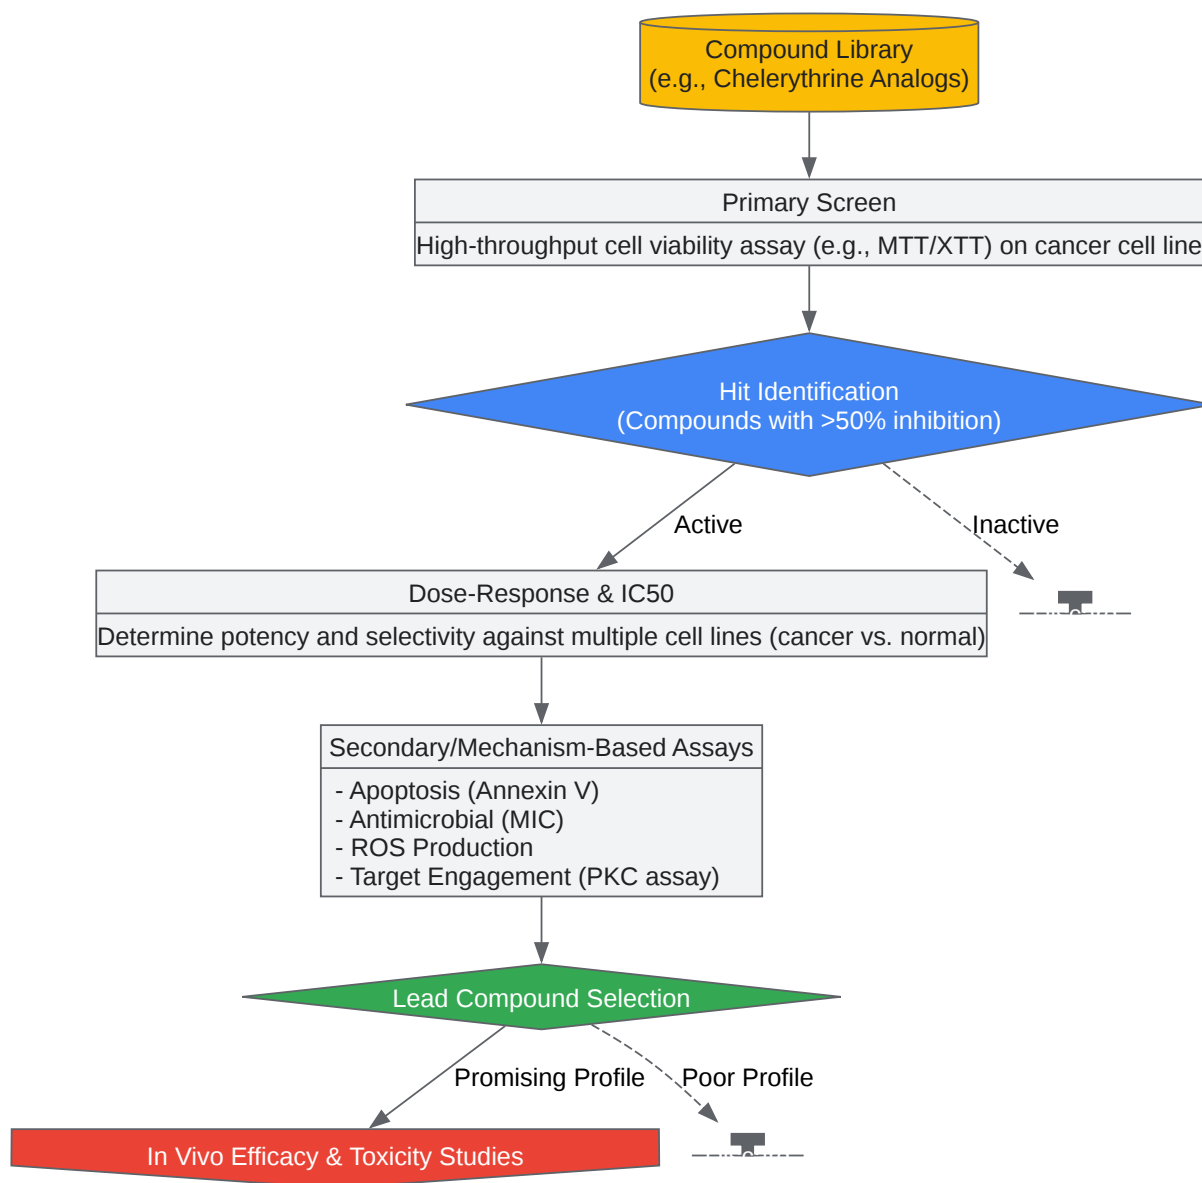 Compound Library
(e.g., Chelerythrine Analogs)
Primary Screen
High-throughput cell viability assay (e.g., MTT/XTT) on cancer cell line
Hit Identification
(Compounds with >50% inhibition)
Active
Inactive
Dose-Response & IC50
Determine potency and selectivity against multiple cell lines (cancer vs. normal)
Secondary/Mechanism-Based Assays
- Apoptosis (Annexin V)
- Antimicrobial (MIC)
- ROS Production
- Target Engagement (PKC assay)
Lead Compound Selection
Promising Profile
Poor Profile
In Vivo Efficacy & Toxicity Studies